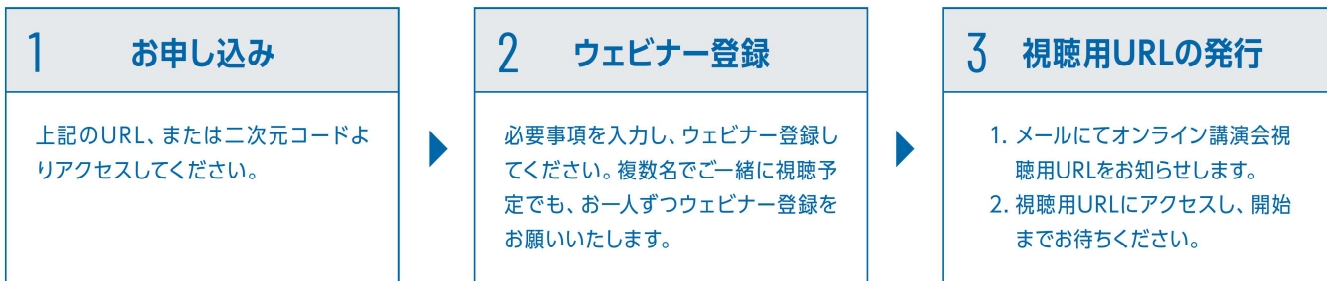 1 お申し込み
上記のURL、または二次元コードよ
りアクセスしてください。
2 ウェビナー登録
必要事項を入力し、ウェビナー登録し
てください。複数名でご一緒に視聴予
定でも、お一人ずつウェビナー登録を
お願いいたします。
3 視聴用URLの発行
1. メールにてオンライン講演会視
聴用URLをお知らせします。
2. 視聴用URLにアクセスし、開始
までお待ちください。